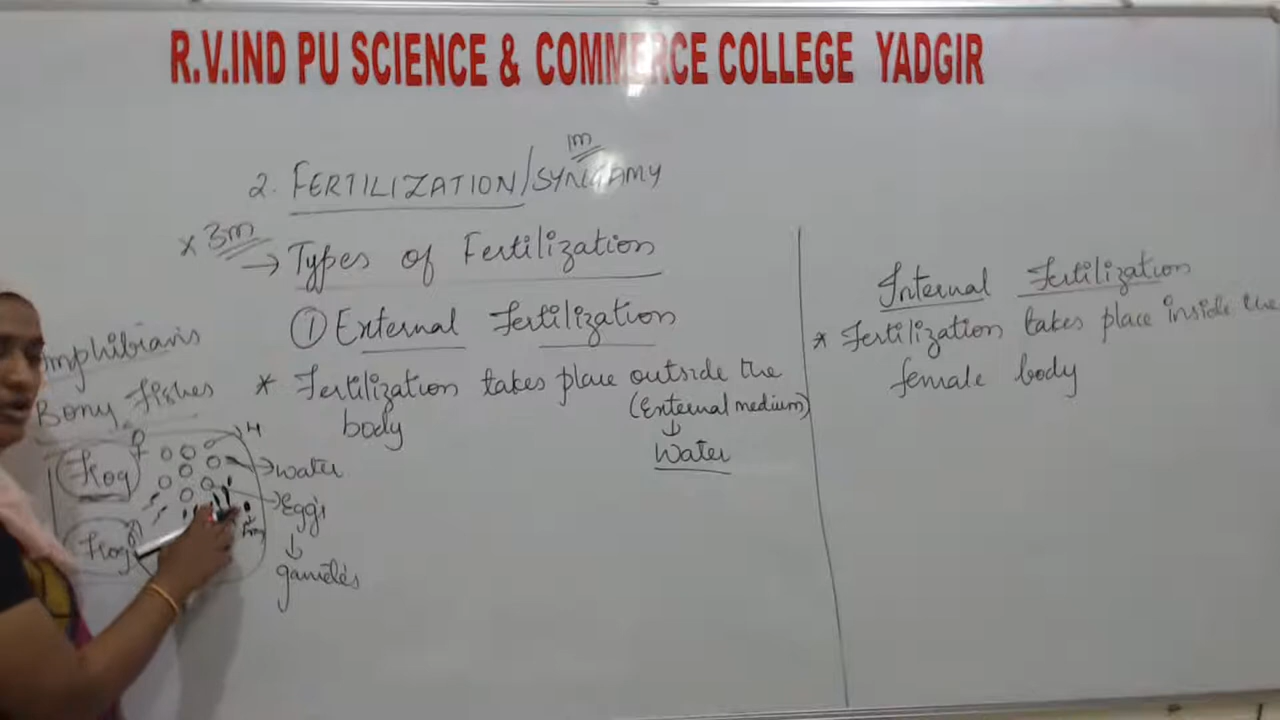 R.V.IND PU SCIENCE & COMMERCE COLLEGE YADGIR
1m
2. FERTILIZATION/SYNGAMY
* 3m
→ Types of Fertilization
① External Fertilization
* Fertilization takes place outside the
(External medium)
body
↓
Water
Amphibians
Bony Fishes
Frog ♀
→ water
→ Eggs
↓
gametes
Frog
Internal Fertilization
* Fertilization takes place inside the
female body